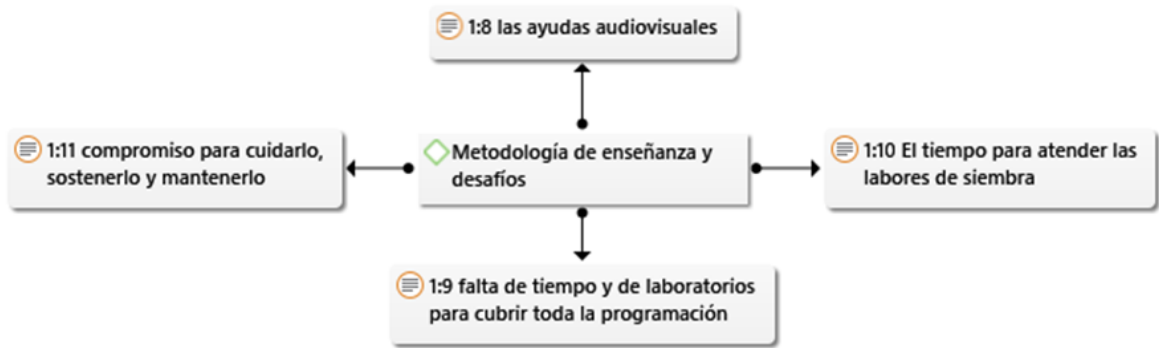 1:8 las ayudas audiovisuales
1:11 compromiso para cuidarlo,
sostenerlo y mantenerlo
Metodología de enseñanza y
desafíos
1:10 El tiempo para atender las
labores de siembra
1:9 falta de tiempo y de laboratorios
para cubrir toda la programación